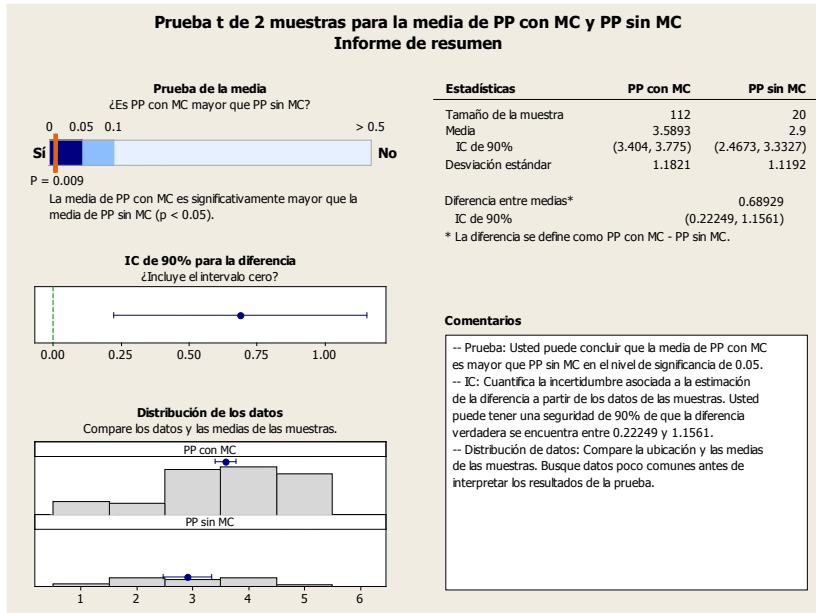 Prueba t de 2 muestras para la media de PP con MC y PP sin MC
Informe de resumen
Prueba de la media
¿Es PP con MC mayor que PP sin MC?
0 0.05 0.1 > 0.5
Sí No
P = 0.009
La media de PP con MC es significativamente mayor que la
media de PP sin MC (p < 0.05).
IC de 90% para la diferencia
¿Incluye el intervalo cero?
0.00 0.25 0.50 0.75 1.00
Distribución de los datos
Compare los datos y las medias de las muestras.
PP con MC
PP sin MC
1 2 3 4 5 6
Estadísticas PP con MC PP sin MC
Tamaño de la muestra 112 20
Media 3.5893 2.9
IC de 90% (3.404, 3.775) (2.4673, 3.3327)
Desviación estándar 1.1821 1.1192
Diferencia entre medias* 0.68929
IC de 90% (0.22249, 1.1561)
* La diferencia se define como PP con MC - PP sin MC.
Comentarios
-- Prueba: Usted puede concluir que la media de PP con MC
es mayor que PP sin MC en el nivel de significancia de 0.05.
-- IC: Cuantifica la incertidumbre asociada a la estimación
de la diferencia a partir de los datos de las muestras. Usted
puede tener una seguridad de 90% de que la diferencia
verdadera se encuentra entre 0.22249 y 1.1561.
-- Distribución de datos: Compare la ubicación y las medias
de las muestras. Busque datos poco comunes antes de
interpretar los resultados de la prueba.